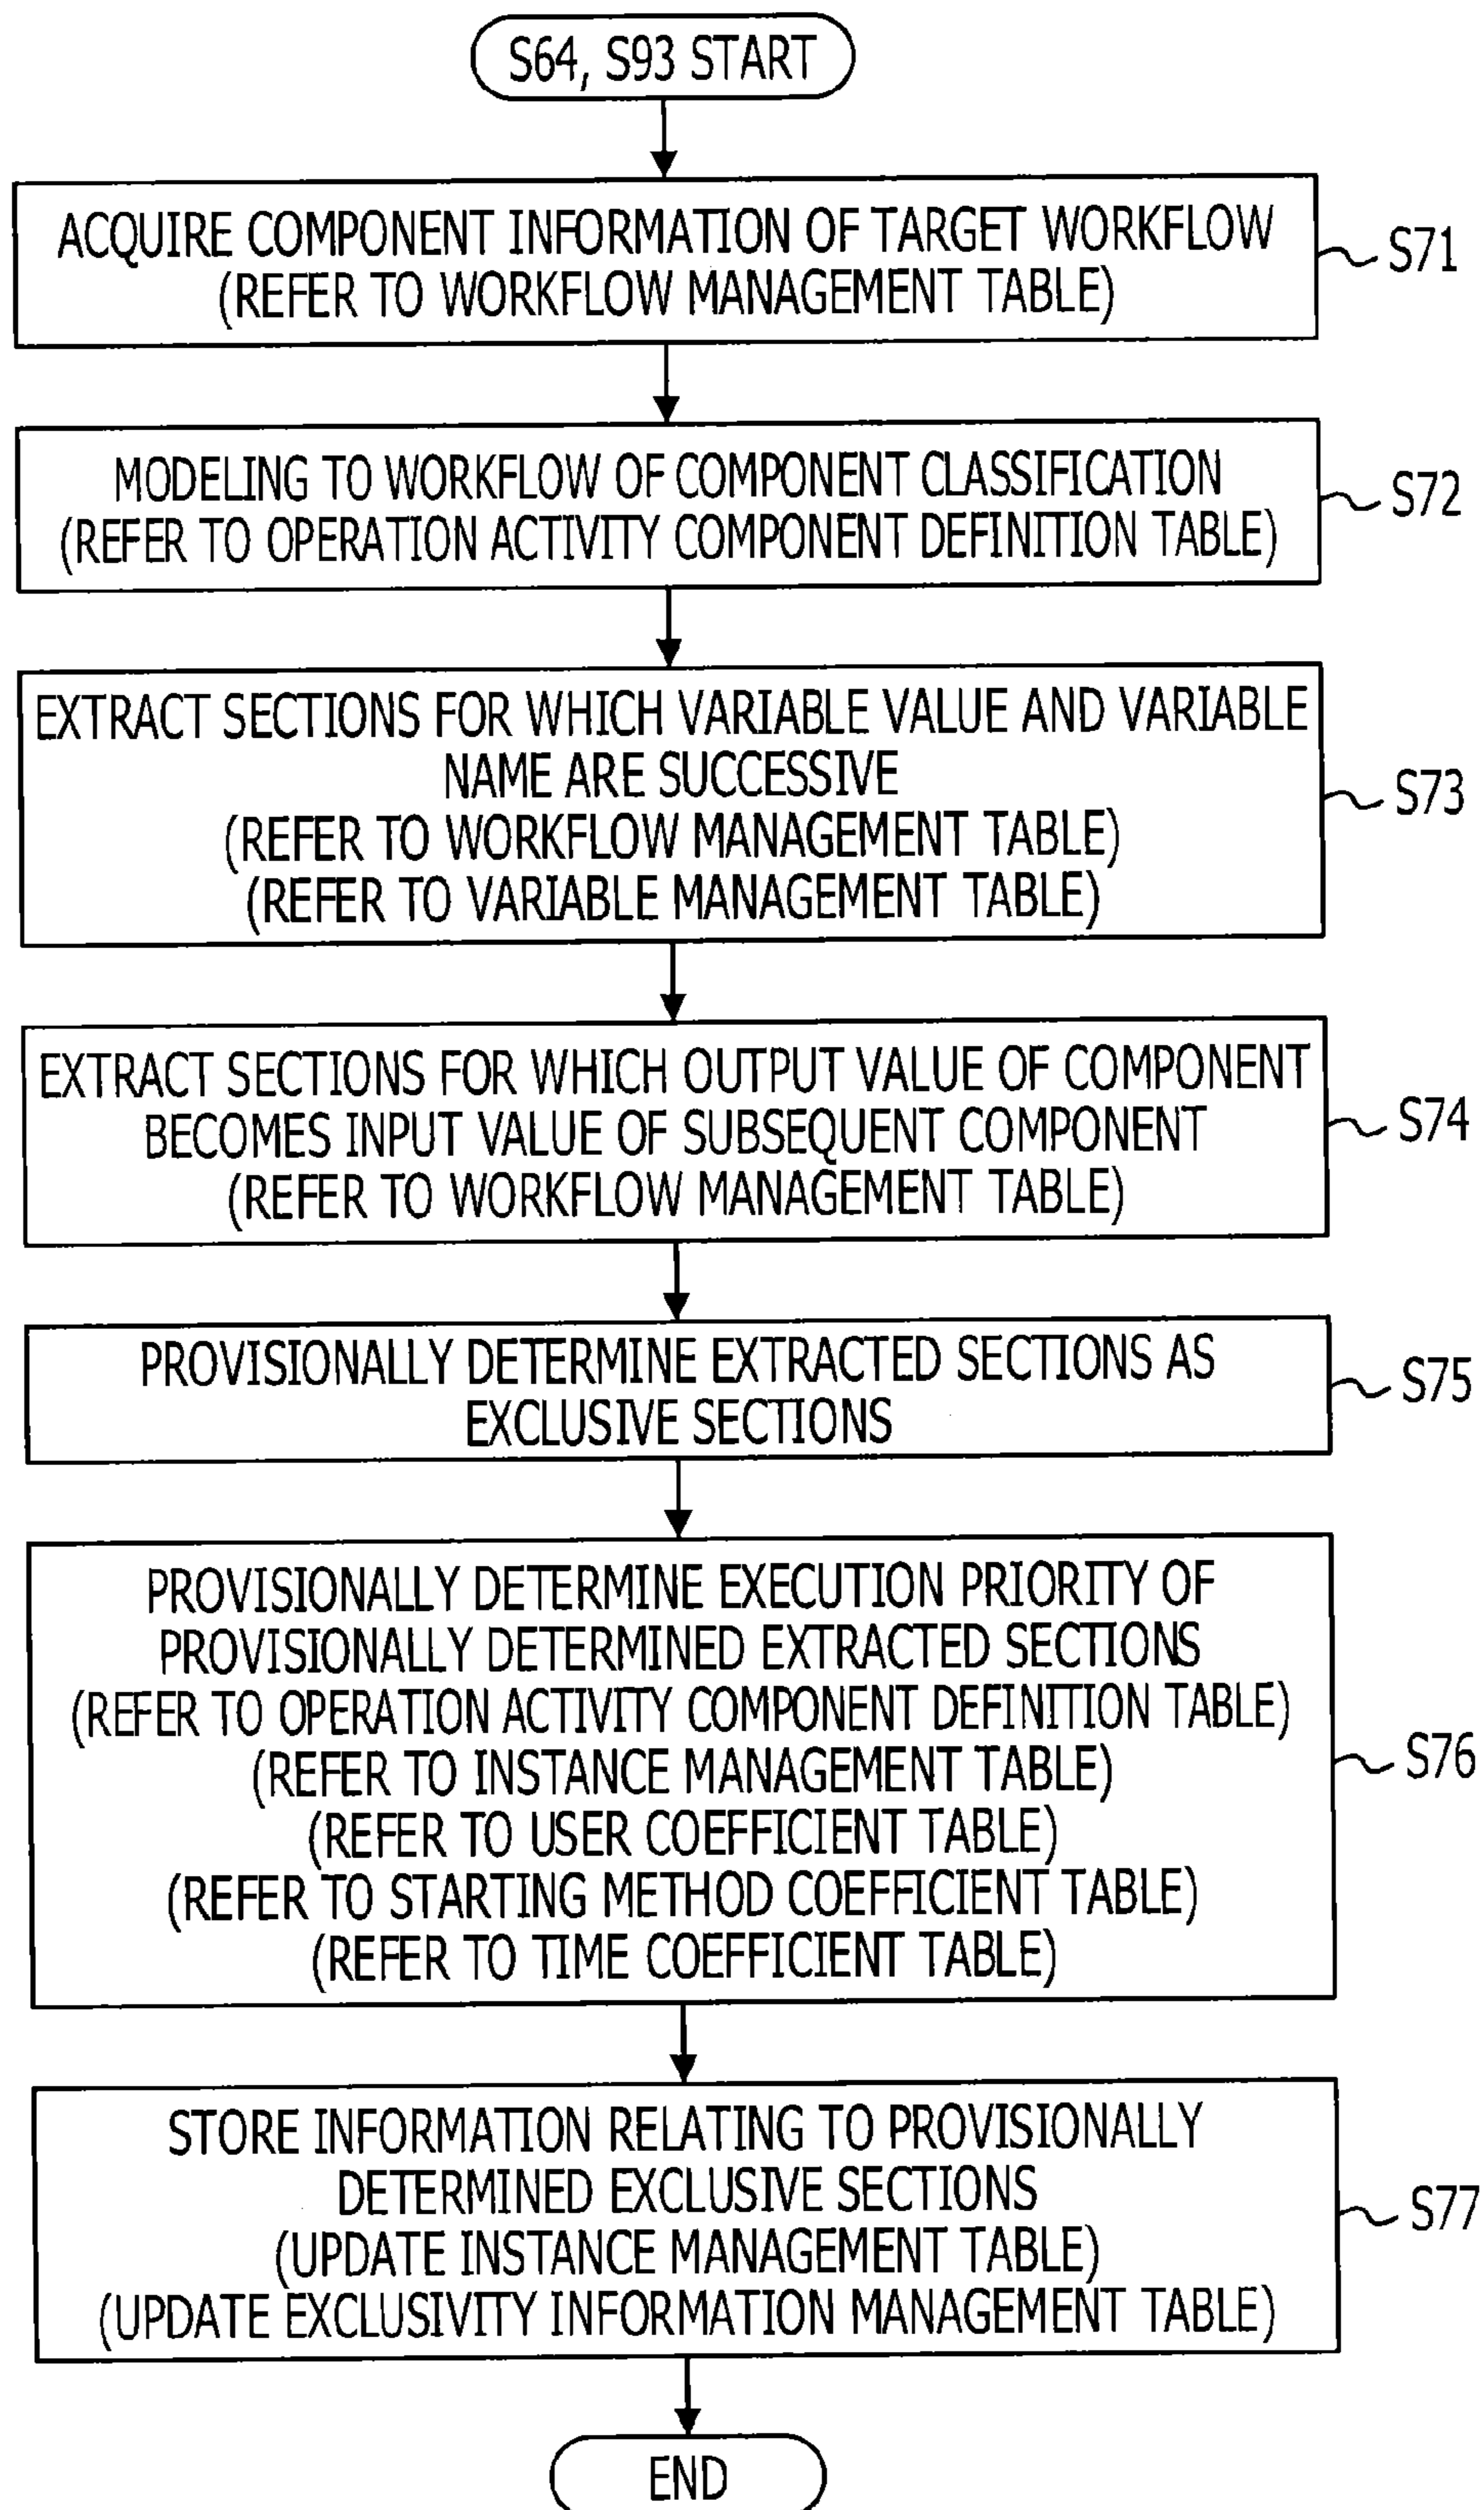 S64, S93 START
ACQUIRE COMPONENT INFORMATION OF TARGET WORKFLOW
(REFER TO WORKFLOW MANAGEMENT TABLE)
S71
MODELING TO WORKFLOW OF COMPONENT CLASSIFICATION
(REFER TO OPERATION ACTIVITY COMPONENT DEFINITION TABLE)
S72
EXTRACT SECTIONS FOR WHICH VARIABLE VALUE AND VARIABLE
NAME ARE SUCCESSIVE
(REFER TO WORKFLOW MANAGEMENT TABLE)
(REFER TO VARIABLE MANAGEMENT TABLE)
S73
EXTRACT SECTIONS FOR WHICH OUTPUT VALUE OF COMPONENT
BECOMES INPUT VALUE OF SUBSEQUENT COMPONENT
(REFER TO WORKFLOW MANAGEMENT TABLE)
S74
PROVISIONALLY DETERMINE EXTRACTED SECTIONS AS
EXCLUSIVE SECTIONS
S75
PROVISIONALLY DETERMINE EXECUTION PRIORITY OF
PROVISIONALLY DETERMINED EXTRACTED SECTIONS
(REFER TO OPERATION ACTIVITY COMPONENT DEFINITION TABLE)
(REFER TO INSTANCE MANAGEMENT TABLE)
(REFER TO USER COEFFICIENT TABLE)
(REFER TO STARTING METHOD COEFFICIENT TABLE)
(REFER TO TIME COEFFICIENT TABLE)
S76
STORE INFORMATION RELATING TO PROVISIONALLY
DETERMINED EXCLUSIVE SECTIONS
(UPDATE INSTANCE MANAGEMENT TABLE)
(UPDATE EXCLUSIVITY INFORMATION MANAGEMENT TABLE)
S77
END